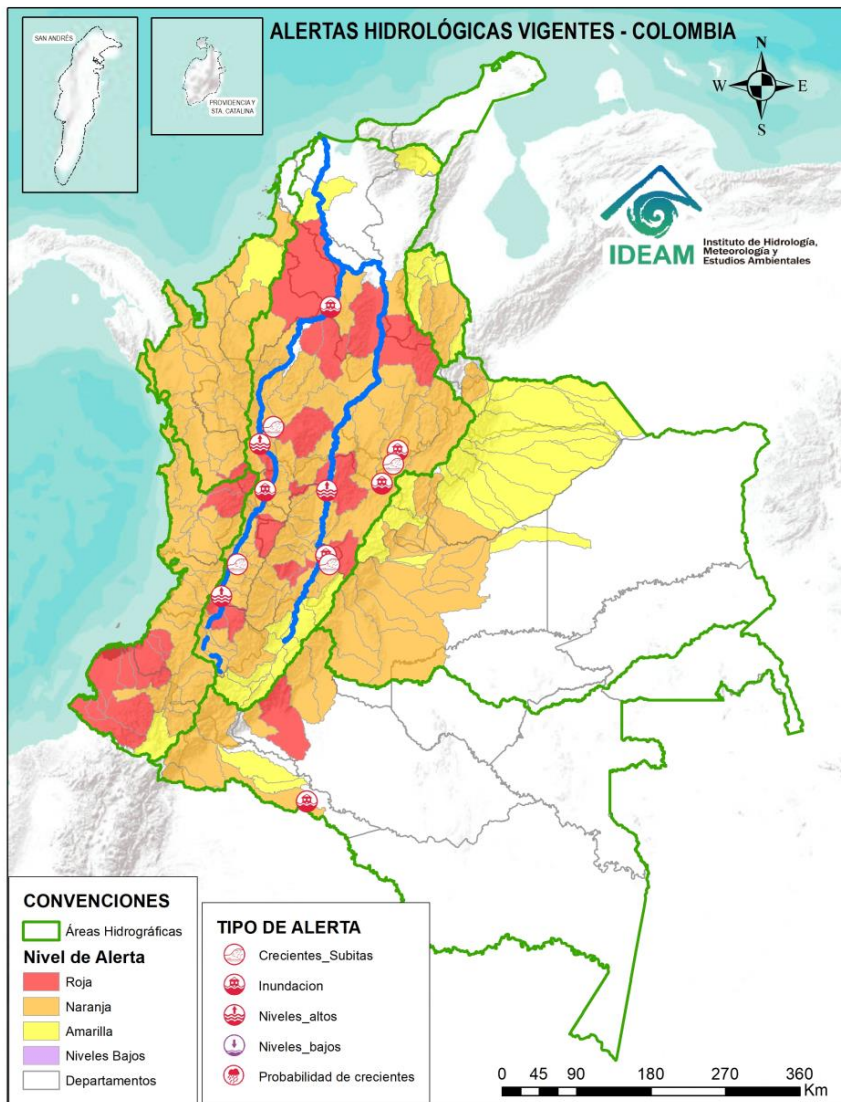 ALERTAS HIDROLÓGICAS VIGENTES - COLOMBIA
SAN ANDRÉS
PROVIDENCIA Y
STA. CATALINA
N
W
E
S
IDEAM
Instituto de Hidrología,
Meteorología y
Estudios Ambientales
CONVENCIONES
Áreas Hidrográficas
Nivel de Alerta
Roja
Naranja
Amarilla
Niveles Bajos
Departamentos
TIPO DE ALERTA
Crecientes_Subitas
Inundacion
Niveles_altos
Niveles_bajos
Probabilidad de crecientes
0 45 90 180 270 360
Km